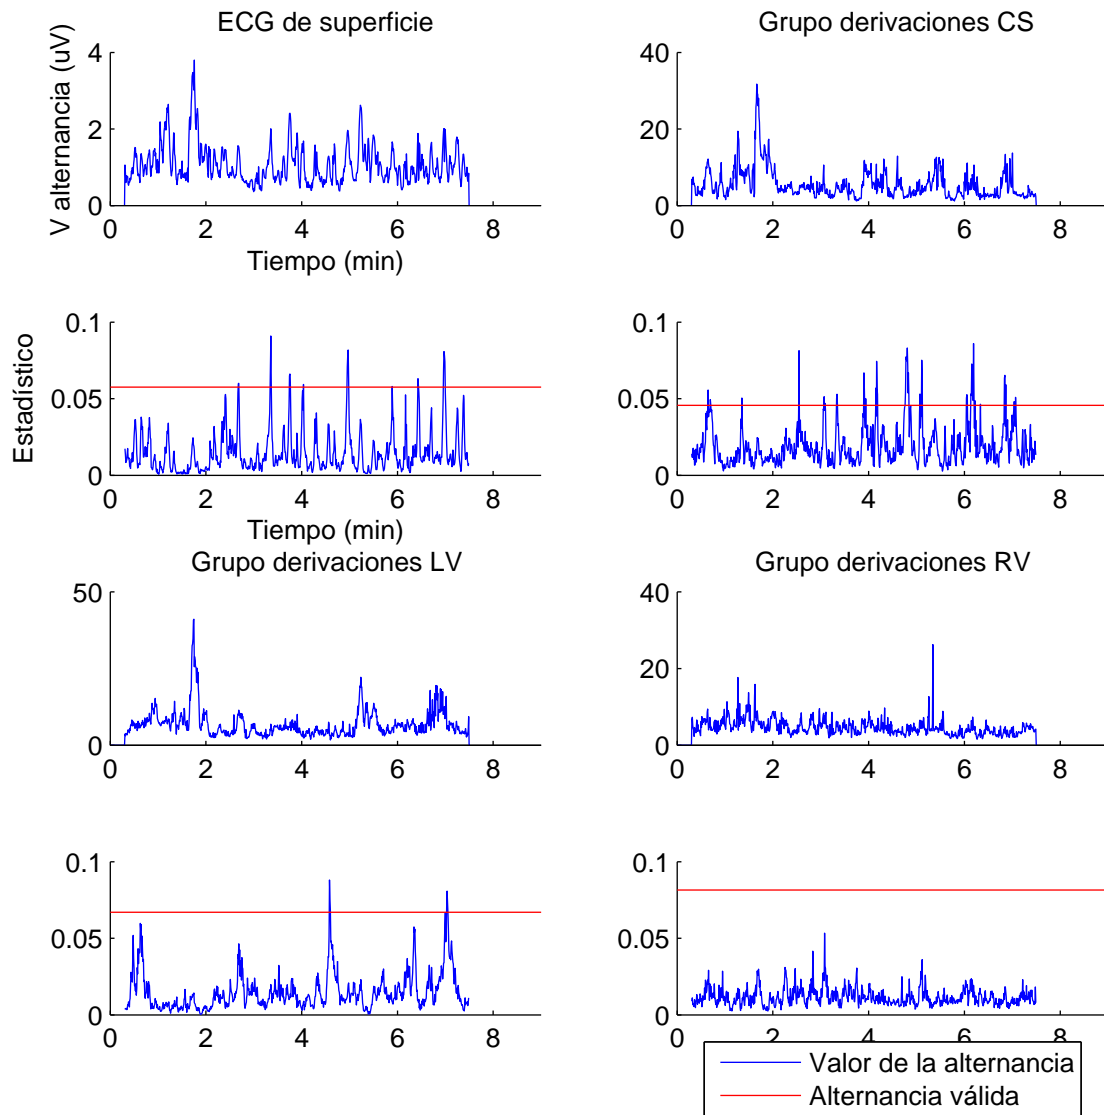 ECG de superficie
V alternancia (uV)
4
2
0
0 2 4 6 8
Tiempo (min)
Grupo derivaciones CS
40
20
0
0 2 4 6 8
Estadístico
0.1
0.05
0
0 2 4 6 8
Tiempo (min)
0.1
0.05
0
0 2 4 6 8
Grupo derivaciones LV
50
0
0 2 4 6 8
Grupo derivaciones RV
40
20
0
0 2 4 6 8
0.1
0.05
0
0 2 4 6 8
0.1
0.05
0
0 2 4 6 8
Valor de la alternancia
Alternancia válida